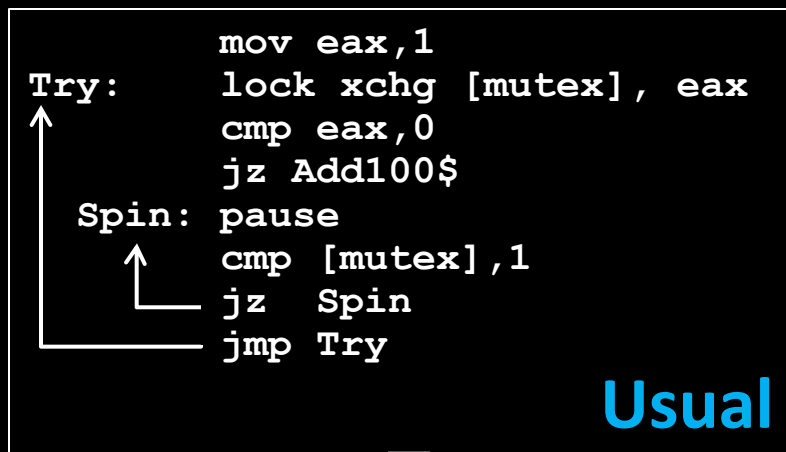 mov eax,1
Try: lock xchg [mutex], eax
cmp eax,0
jz Add100$
Spin: pause
cmp [mutex],1
jz Spin
jmp Try
Usual